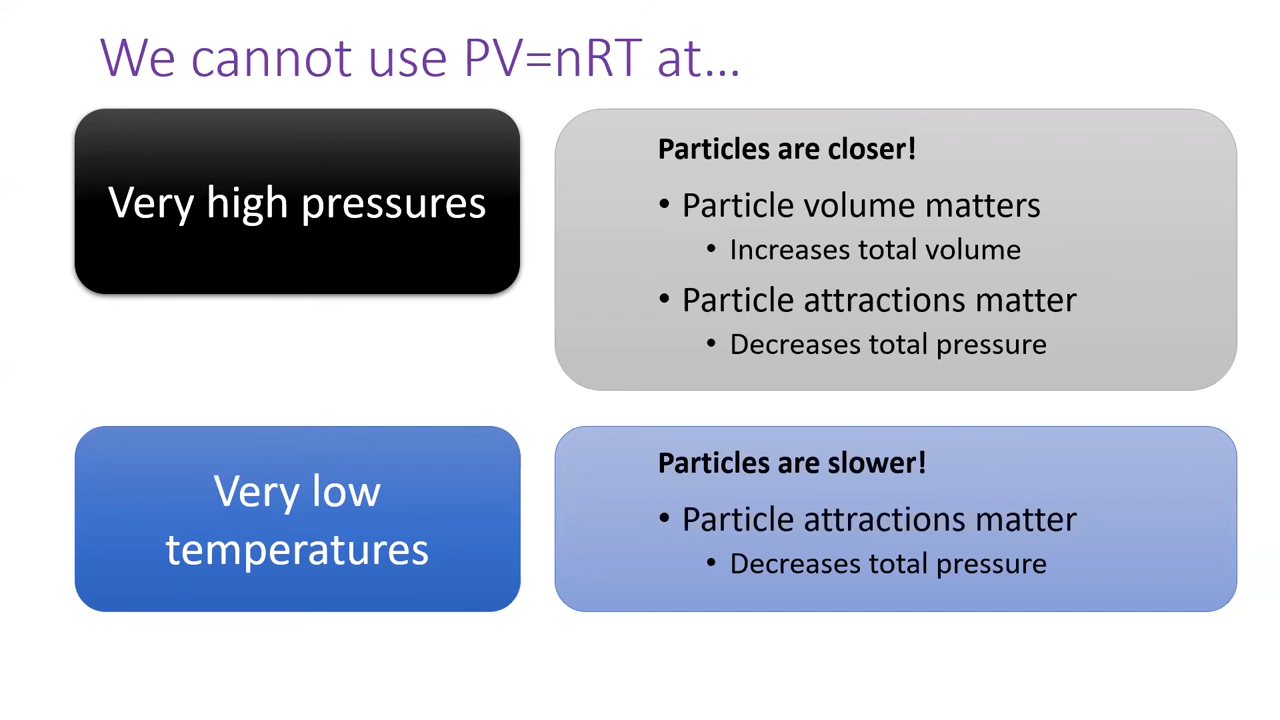 We cannot use PV=nRT at…
Very high pressures
Particles are closer!
• Particle volume matters
• Increases total volume
• Particle attractions matter
• Decreases total pressure
Very low
temperatures
Particles are slower!
• Particle attractions matter
• Decreases total pressure